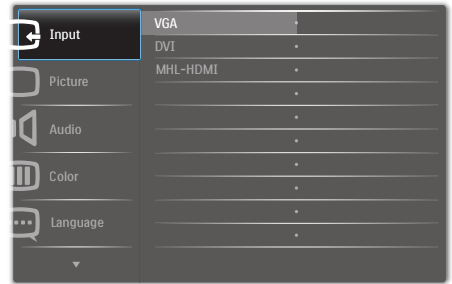 Input
Picture
Audio
Color
Language
VGA
DVI
MHL-HDMI